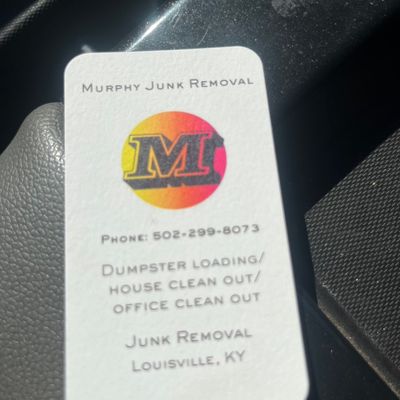 Murphy Junk Removal
M
Phone: 502-299-8073
Dumpster loading/
house clean out/
office clean out
Junk Removal
Louisville, KY